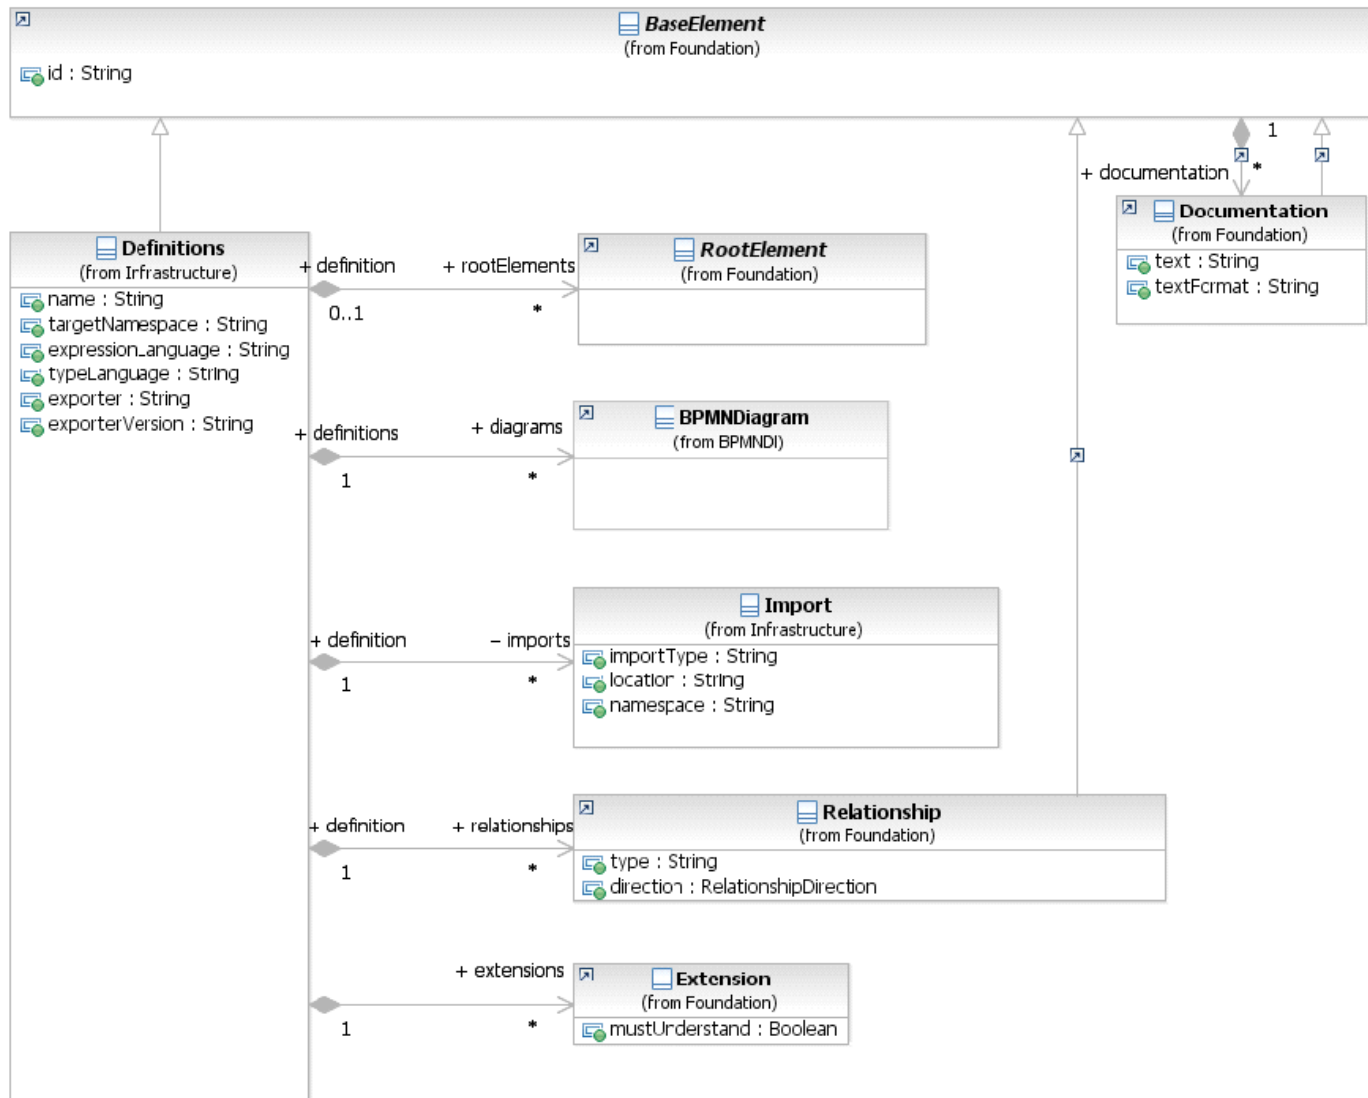 BaseElement
(from Foundation)
id : String
1
*
+ documentation
Documentation
(from Foundation)
text : String
textFormat : String
Definitions
(from Infrastructure)
name : String
targetNamespace : String
expressionLanguage : String
typeLanguage : String
exporter : String
exporterVersion : String
+ definition
+ rootElements
0..1
*
RootElement
(from Foundation)
+ definitions
+ diagrams
1
*
BPMNDiagram
(from BPMNDI)
+ definition
– imports
1
*
Import
(from Infrastructure)
importType : String
location : String
namespace : String
+ definition
+ relationships
1
*
Relationship
(from Foundation)
type : String
direction : RelationshipDirection
+ extensions
1
*
Extension
(from Foundation)
mustUnderstand : Boolean